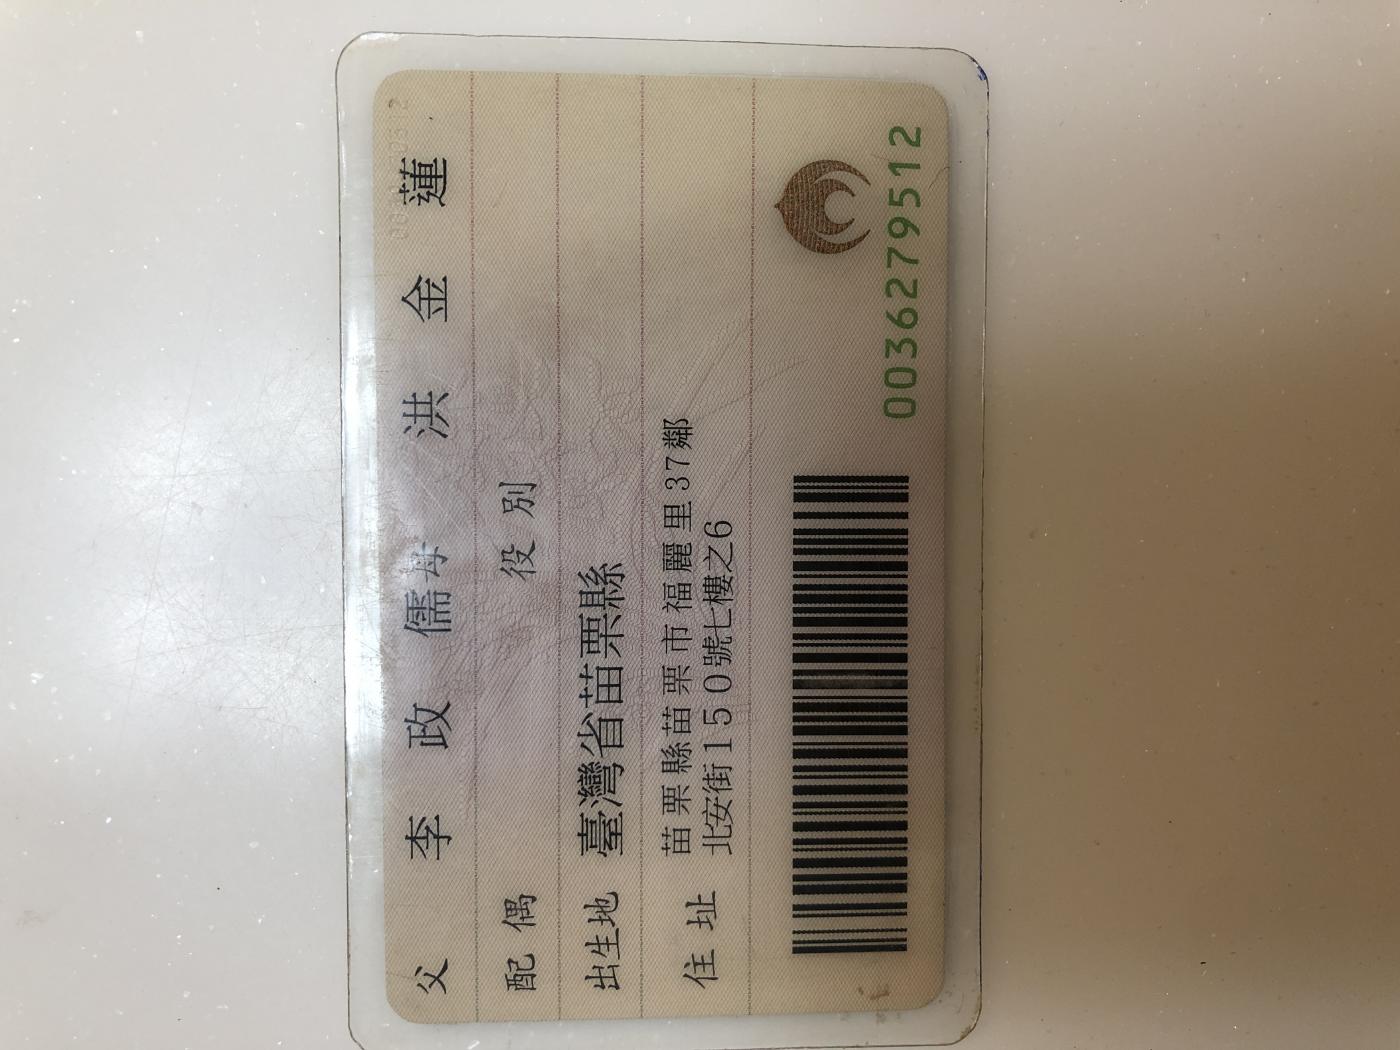 父 李政儒 母 洪金蓮
配偶 役別
出生地 臺灣省苗栗縣
住址 苗栗縣苗栗市福麗里37鄰
北安街150號七樓之6
0036279512